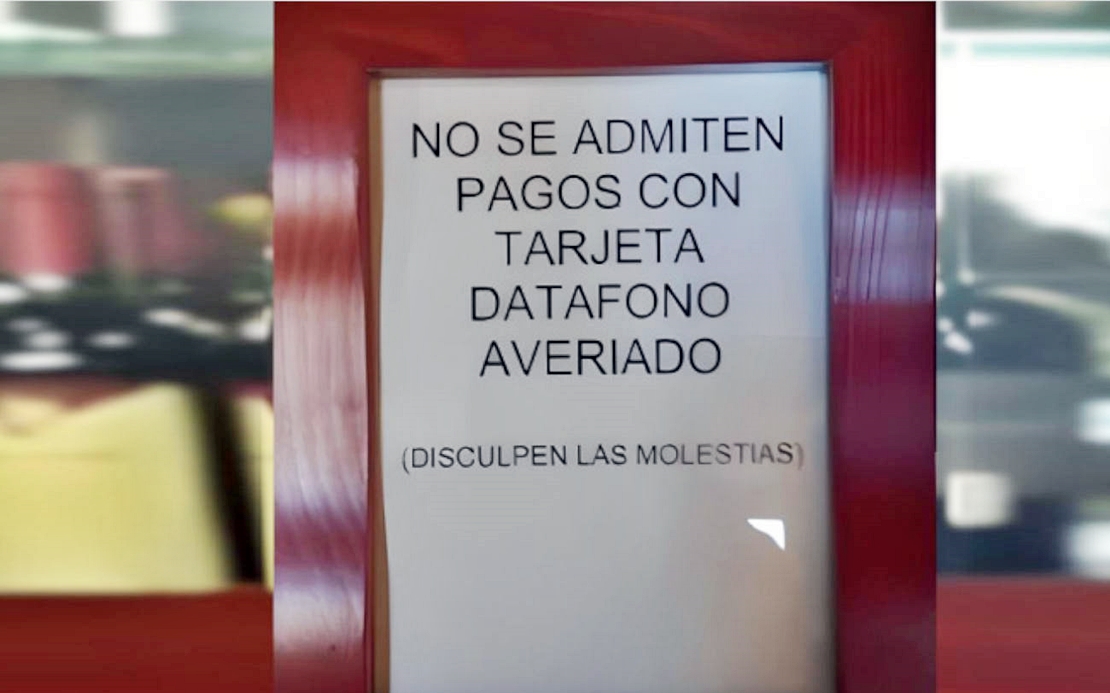 NO SE ADMITEN
PAGOS CON
TARJETA
DATAFONO
AVERIADO
(DISCULPEN LAS MOLESTIAS)